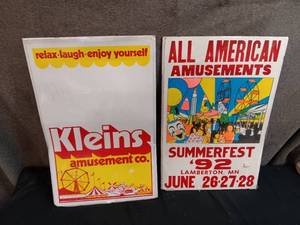 relax·laugh·enjoy yourself
Kleins
amusement co.
ALL AMERICAN
AMUSEMENTS
SUMMERFEST
'92
LAMBERTON, MN
JUNE 26·27·28